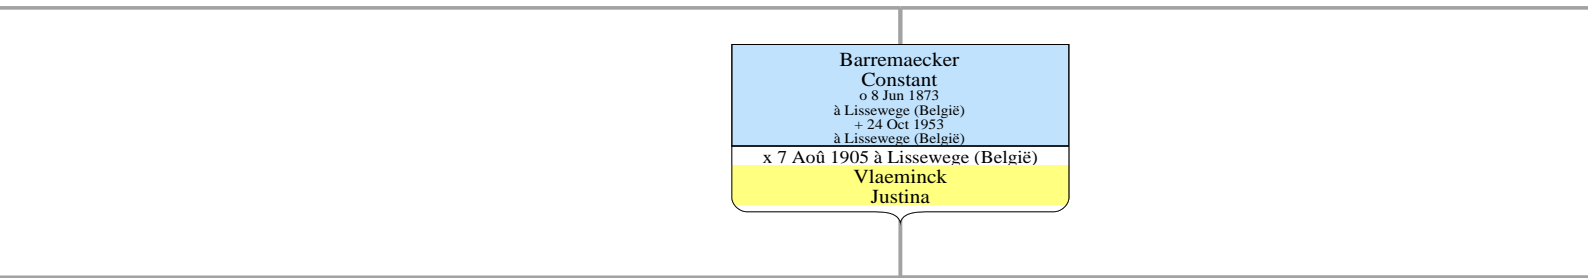 Barremaecker
Constant
o 8 Jun 1873
à Lissewege (België)
+ 24 Oct 1953
à Lissewege (België)
x 7 Aoû 1905 à Lissewege (België)
Vlaeminck
Justina